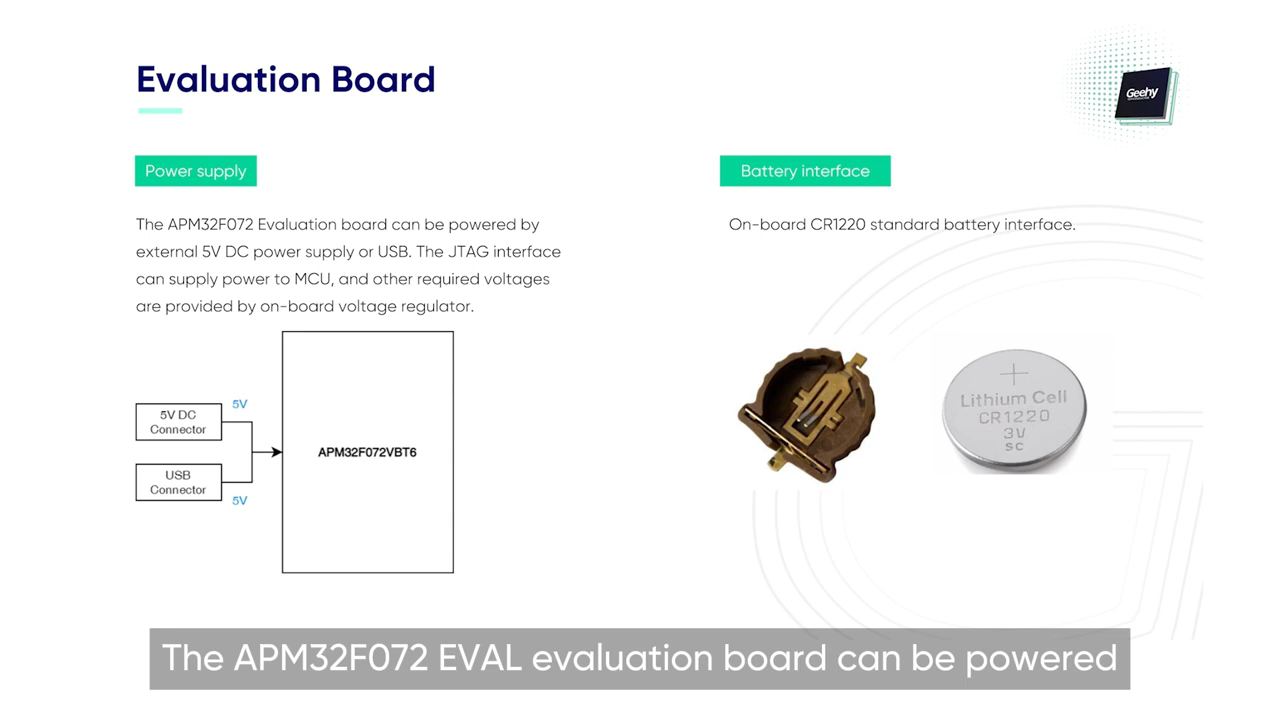 Evaluation Board
Geehy
Power supply
The APM32F072 Evaluation board can be powered by
external 5V DC power supply or USB. The JTAG interface
can supply power to MCU, and other required voltages
are provided by on-board voltage regulator.
5V DC
Connector
5V
USB
Connector
5V
APM32F072VBT6
Battery interface
On-board CR1220 standard battery interface.
Lithium Cell
CR1220
3V
SC
The APM32F072 EVAL evaluation board can be powered